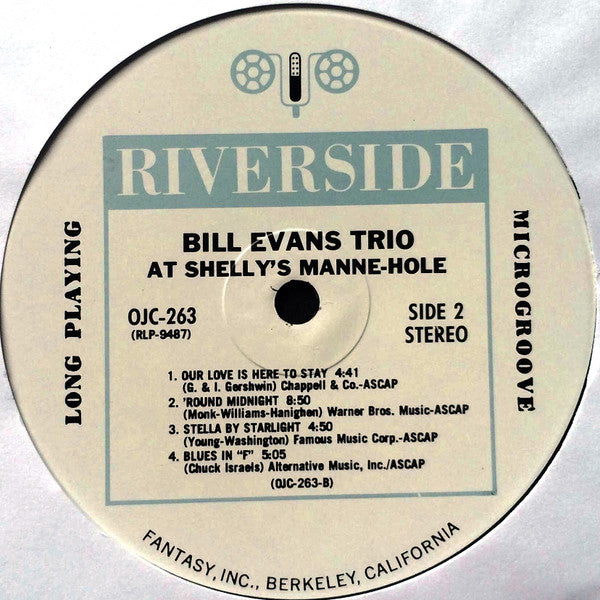 RIVERSIDE
BILL EVANS TRIO
AT SHELLY'S MANNE-HOLE
LONG PLAYING
MICROGROOVE
OJC-263
(RLP-9487)
SIDE 2
STEREO
1. OUR LOVE IS HERE TO STAY 4:41
(G. & I. Gershwin) Chappell & Co.-ASCAP
2. 'ROUND MIDNIGHT 8:50
(Monk-Williams-Hanighen) Warner Bros. Music-ASCAP
3. STELLA BY STARLIGHT 4:50
(Young-Washington) Famous Music Corp.-ASCAP
4. BLUES IN "F" 5:05
(Chuck Israels) Alternative Music, Inc./ASCAP
(OJC-263-B)
FANTASY, INC., BERKELEY, CALIFORNIA